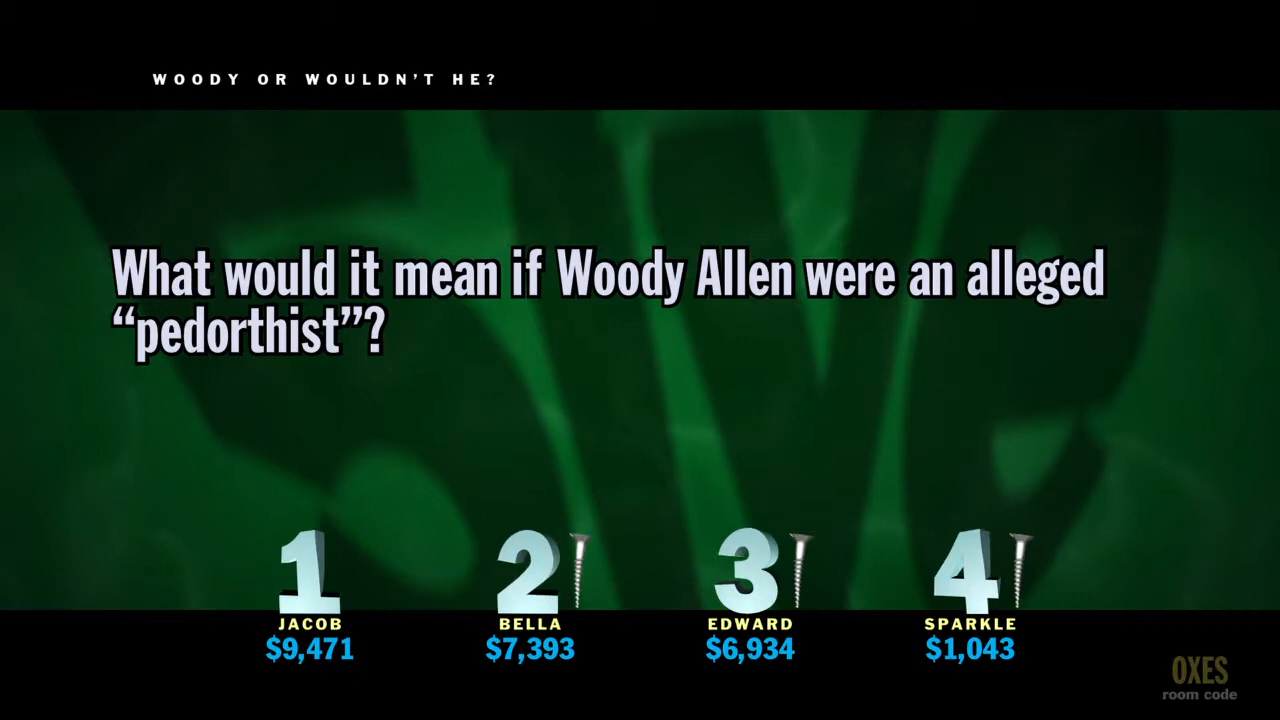 WOODY OR WOULDN'T HE?
What would it mean if Woody Allen were an alleged
“pedorthist”?
1 2 3 4
JACOB BELLA EDWARD SPARKLE
$9,471 $7,393 $6,934 $1,043
OXES
room code